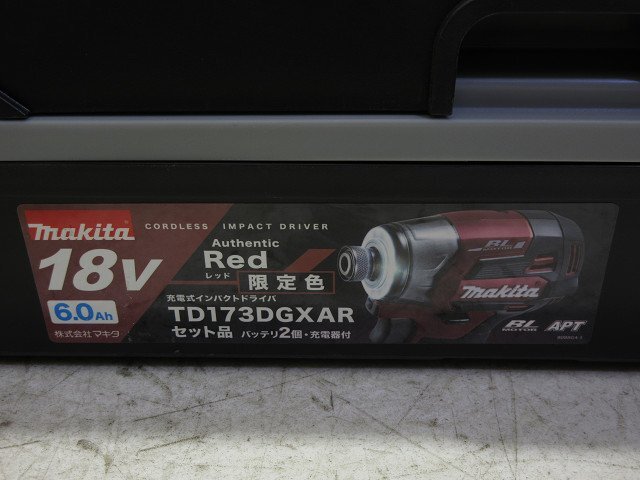 makita
CORDLESS IMPACT DRIVER
18V
Authentic
Red
レッド
限定色
6.0Ah
充電式インパクトドライバ
TD173DGXAR
株式会社マキタ
セット品 バッテリ2個・充電器付
BL
makita
BL
MOTOR
APT